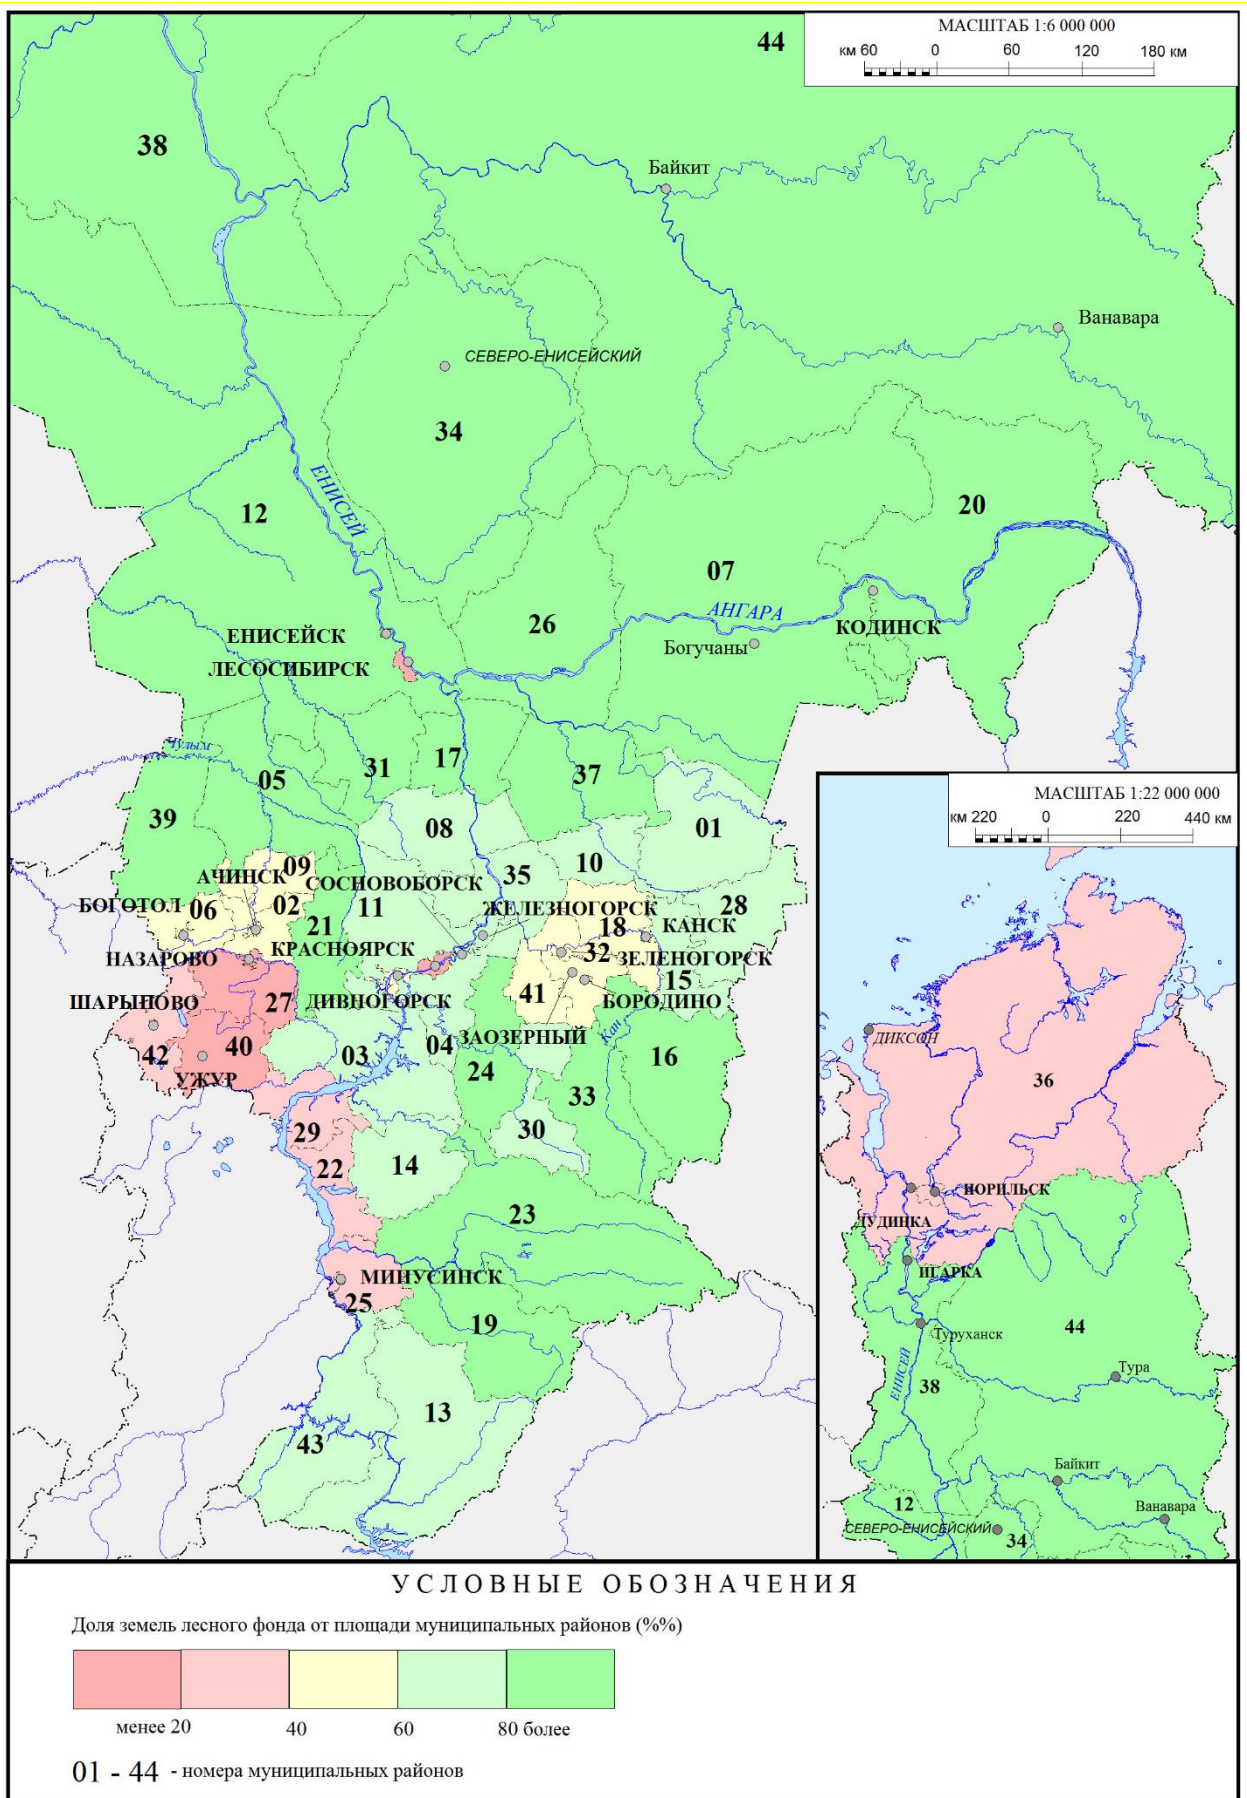 МАСШТАБ 1:6 000 000
км 60 0 60 120 180 км
44
38
Байкит
Ванавара
СЕВЕРО-ЕНИСЕЙСКИЙ
34
ЕНИСЕЙ
12
20
07
АНГАРА
26
КОДИНСК
ЕНИСЕЙСК
Богучаны
ЛЕСОСИБИРСК
Чулым
17
31
05
37
39
08
01
10
09
АЧИНСК
СОСНОВОБОРСК
35
БОГОТОЛ
06
02
11
ЖЕЛЕЗНОГОРСК
28
21
18
КАНСК
КРАСНОЯРСК
НАЗАРОВО
32
ЗЕЛЕНОГОРСК
15
ШАРЫПОВО
27
ДИВНОГОРСК
41
БОРОДИНО
ЗАОЗЕРНЫЙ
Кан
42
40
03
04
16
УЖУР
24
33
29
30
22
14
23
МИНУСИНСК
25
19
13
43
МАСШТАБ 1:22 000 000
км 220 0 220 440 км
ДИКСОН
36
НОРИЛЬСК
ДУДИНКА
ИГАРКА
Туруханск
44
Тура
ЕНИСЕЙ
38
Байкит
12
Ванавара
СЕВЕРО-ЕНИСЕЙСКИЙ
34
УСЛОВНЫЕ ОБОЗНАЧЕНИЯ
Доля земель лесного фонда от площади муниципальных районов (%%)
менее 20 40 60 80 более
01 - 44 - номера муниципальных районов